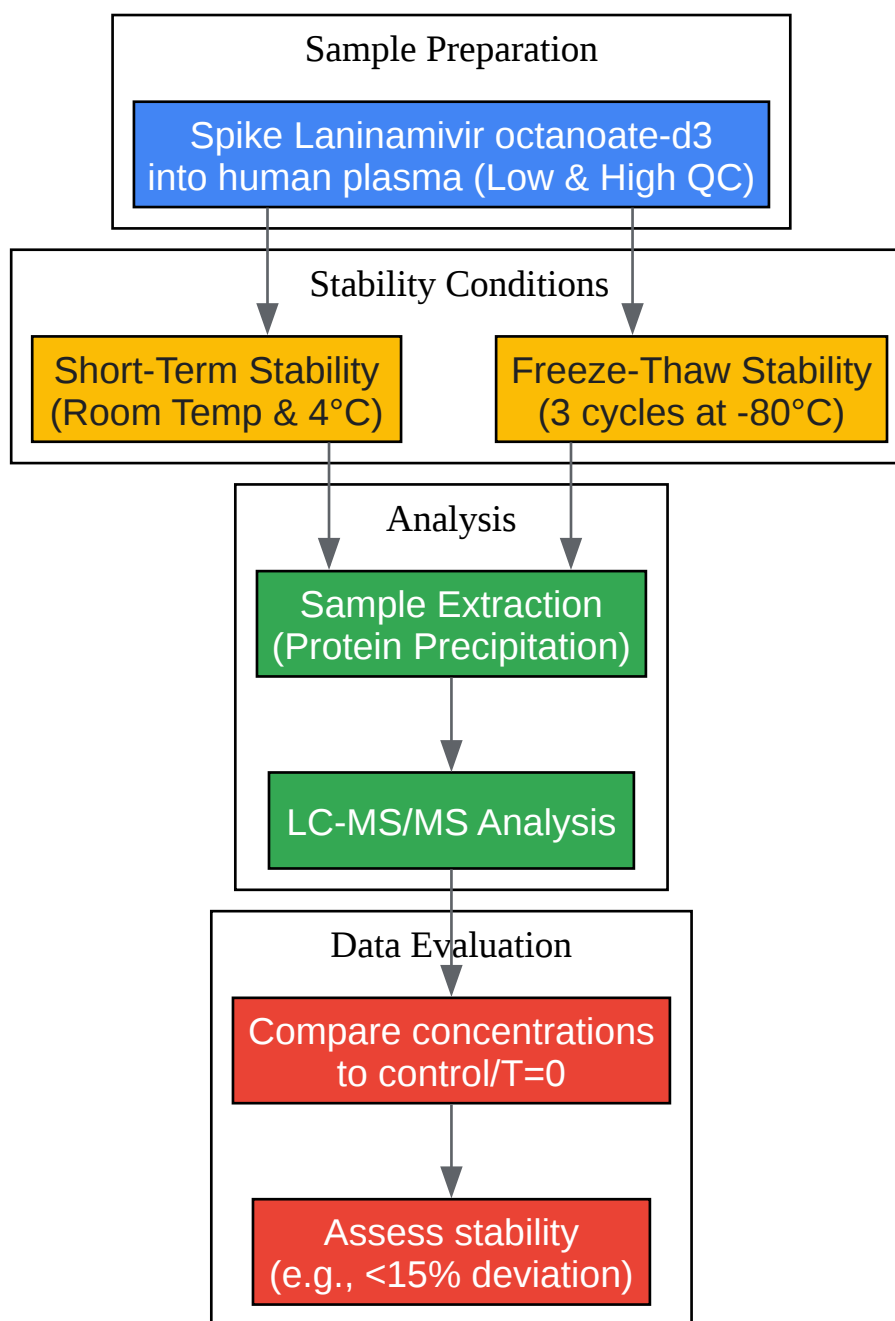 Sample Preparation
Spike Laninamivir octanoate-d3
into human plasma (Low & High QC)
Stability Conditions
Short-Term Stability
(Room Temp & 4°C)
Freeze-Thaw Stability
(3 cycles at -80°C)
Analysis
Sample Extraction
(Protein Precipitation)
LC-MS/MS Analysis
Data Evaluation
Compare concentrations
to control/T=0
Assess stability
(e.g., <15% deviation)